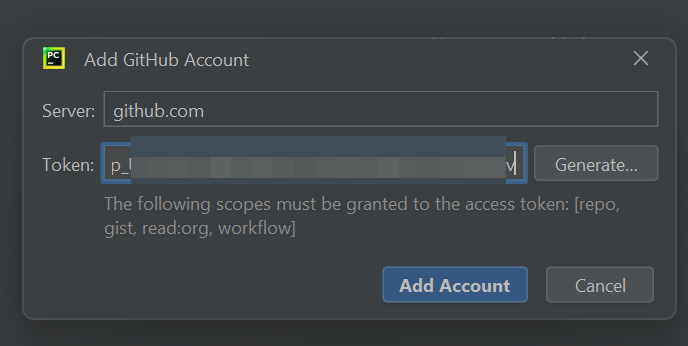 PC
Add GitHub Account
Server: github.com
Token: Generate...
The following scopes must be granted to the access token: [repo,
gist, read:org, workflow]
Add Account Cancel